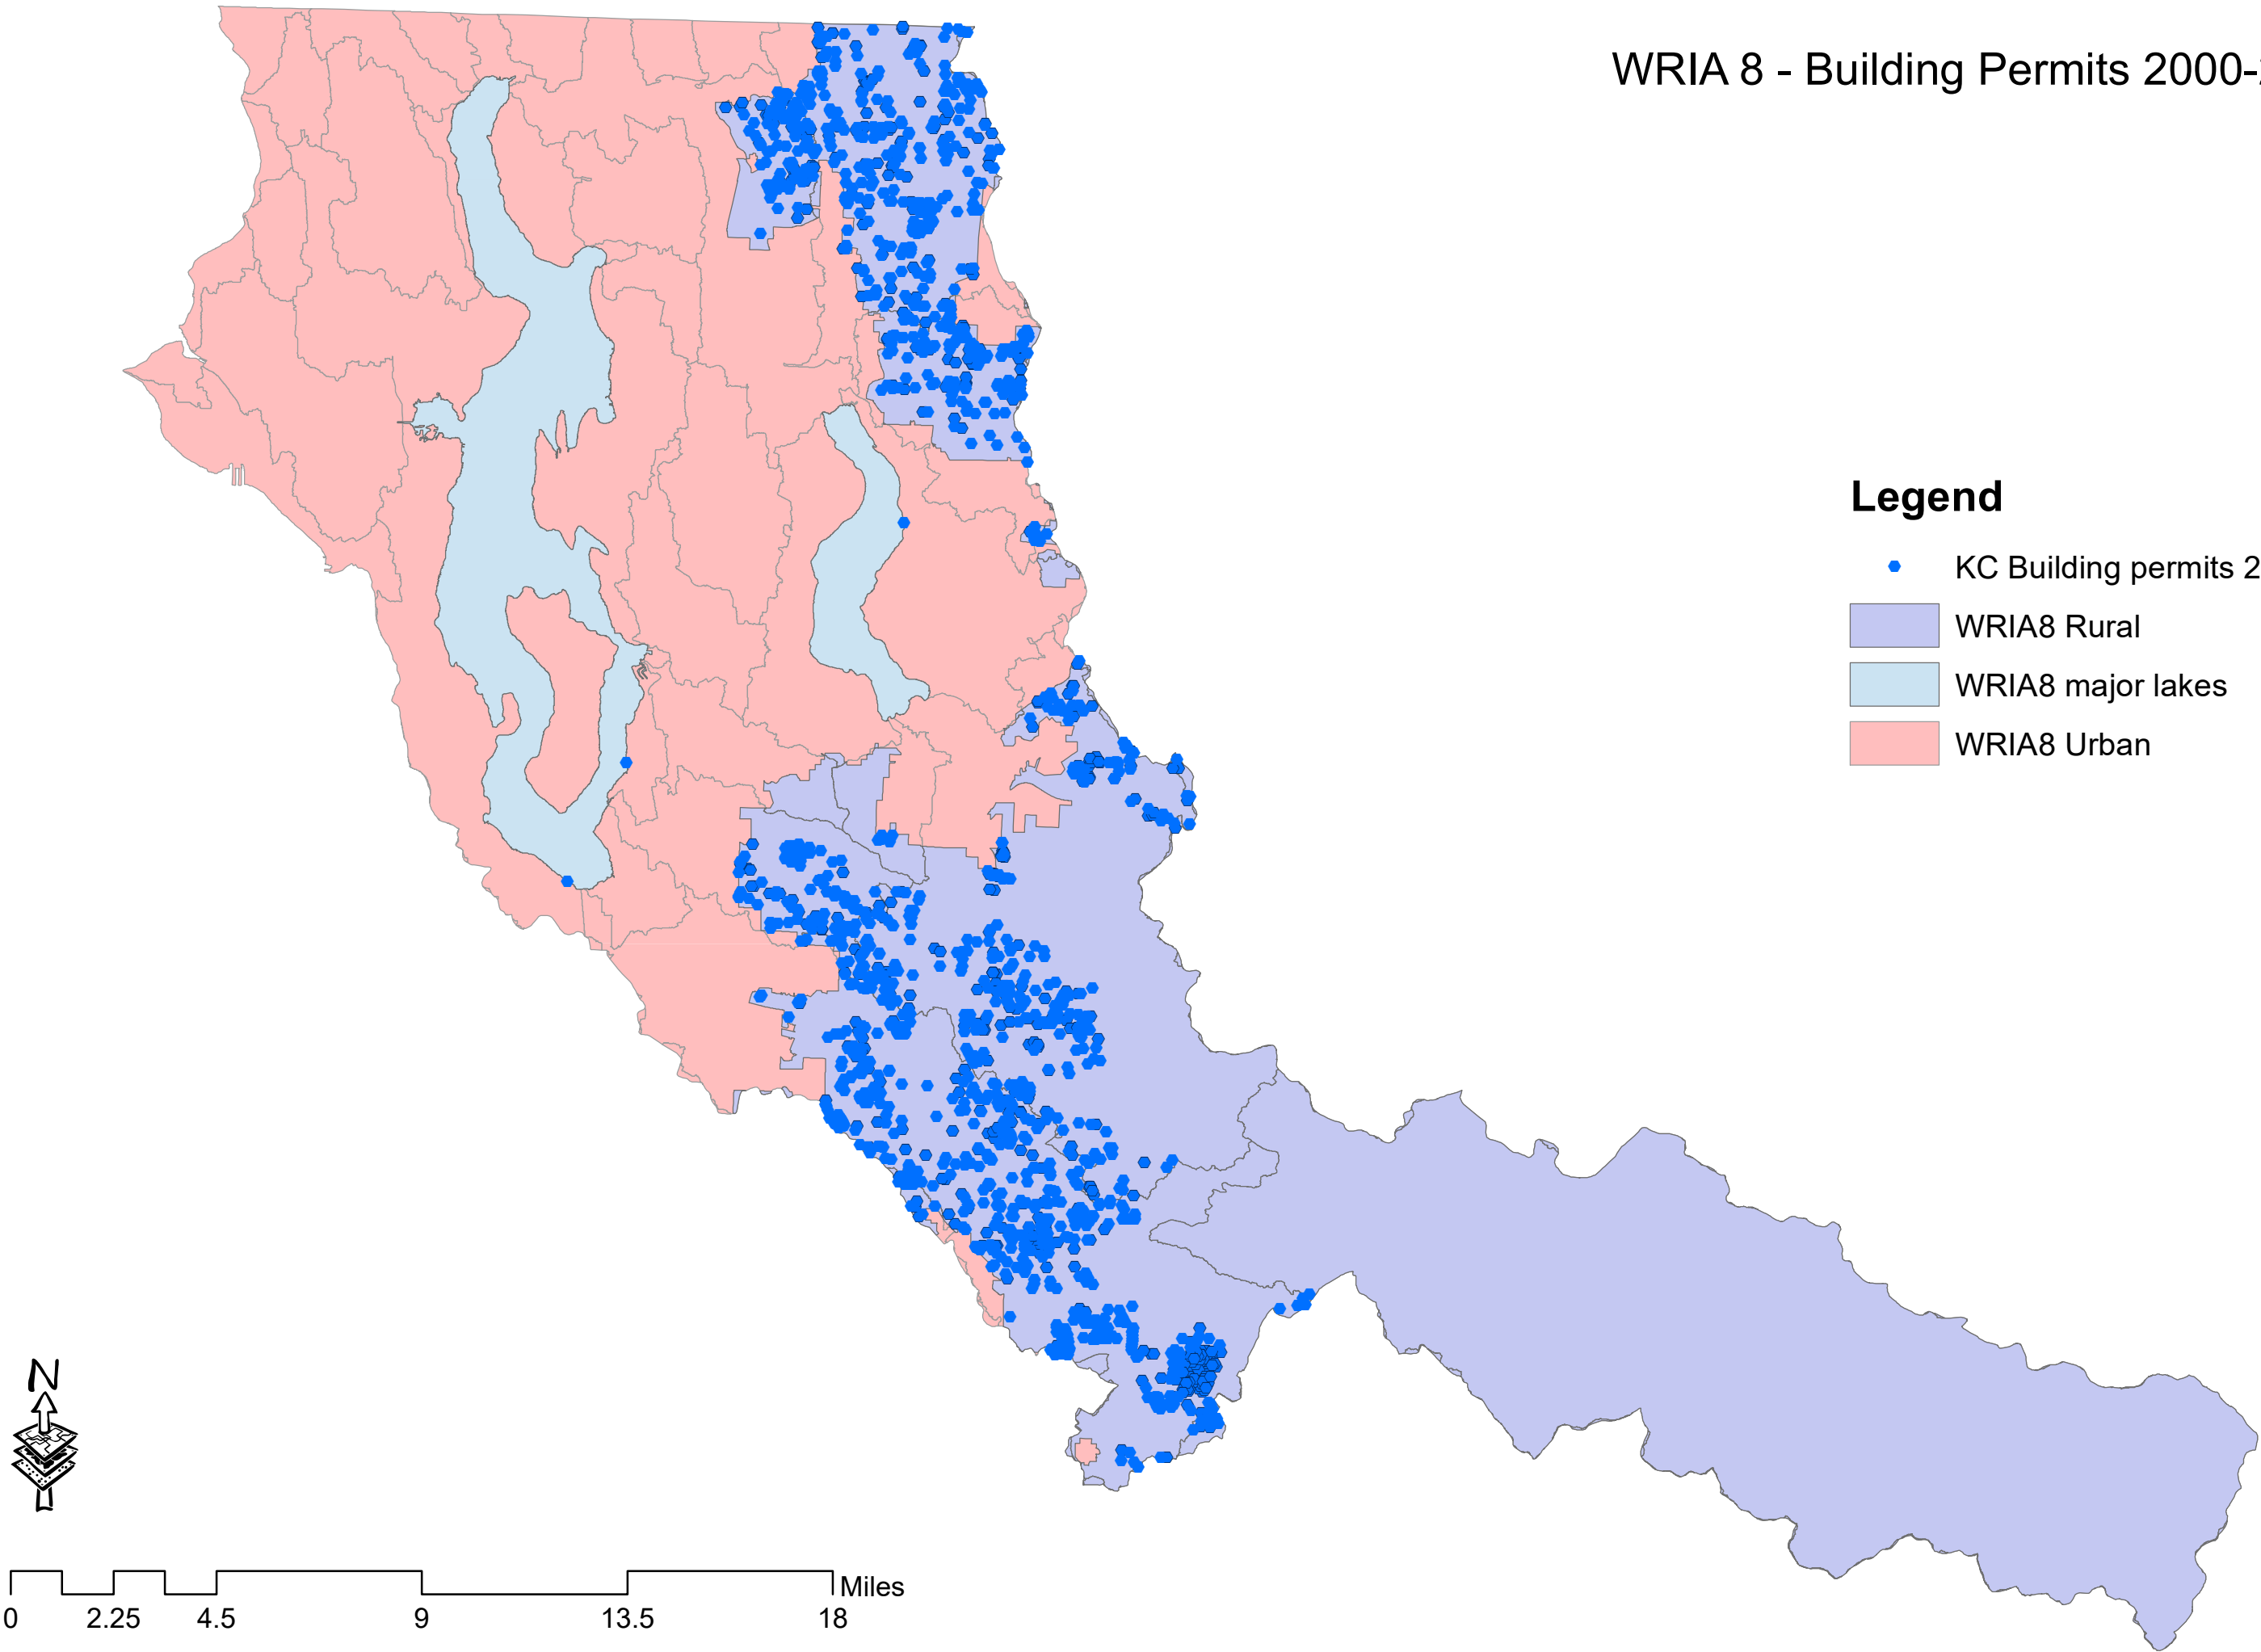 WRIA 8 - Building Permits 2000-
Legend
KC Building permits 2
WRIA8 Rural
WRIA8 major lakes
WRIA8 Urban
N
Miles
0 2.25 4.5 9 13.5 18